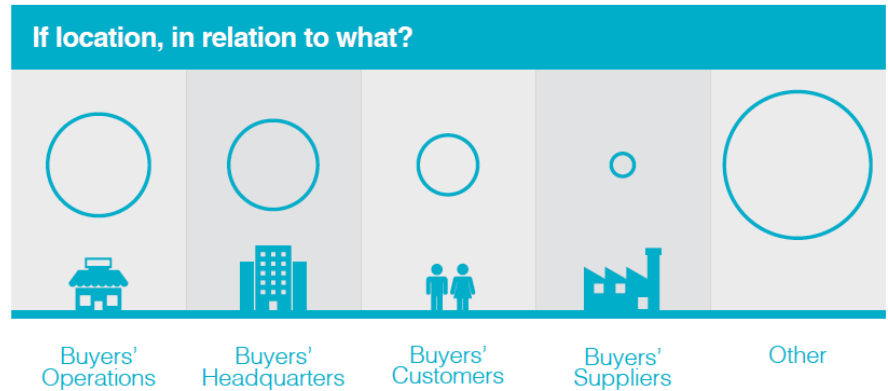 If location, in relation to what?
Buyers'
Operations
Buyers'
Headquarters
Buyers'
Customers
Buyers'
Suppliers
Other